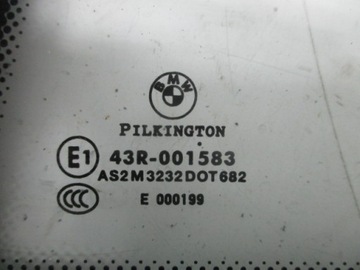 BMW
PILKINGTON
E1 43R-001583
AS2M3232DOT682
CCC E 000199